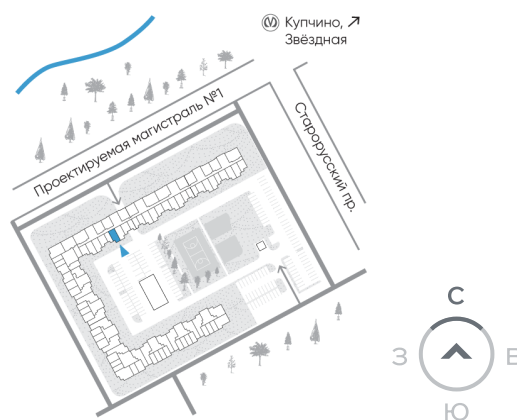 Купчино,
Звёздная
Проектируемая магистраль №1
Старорусский пр.
С
З
В
Ю